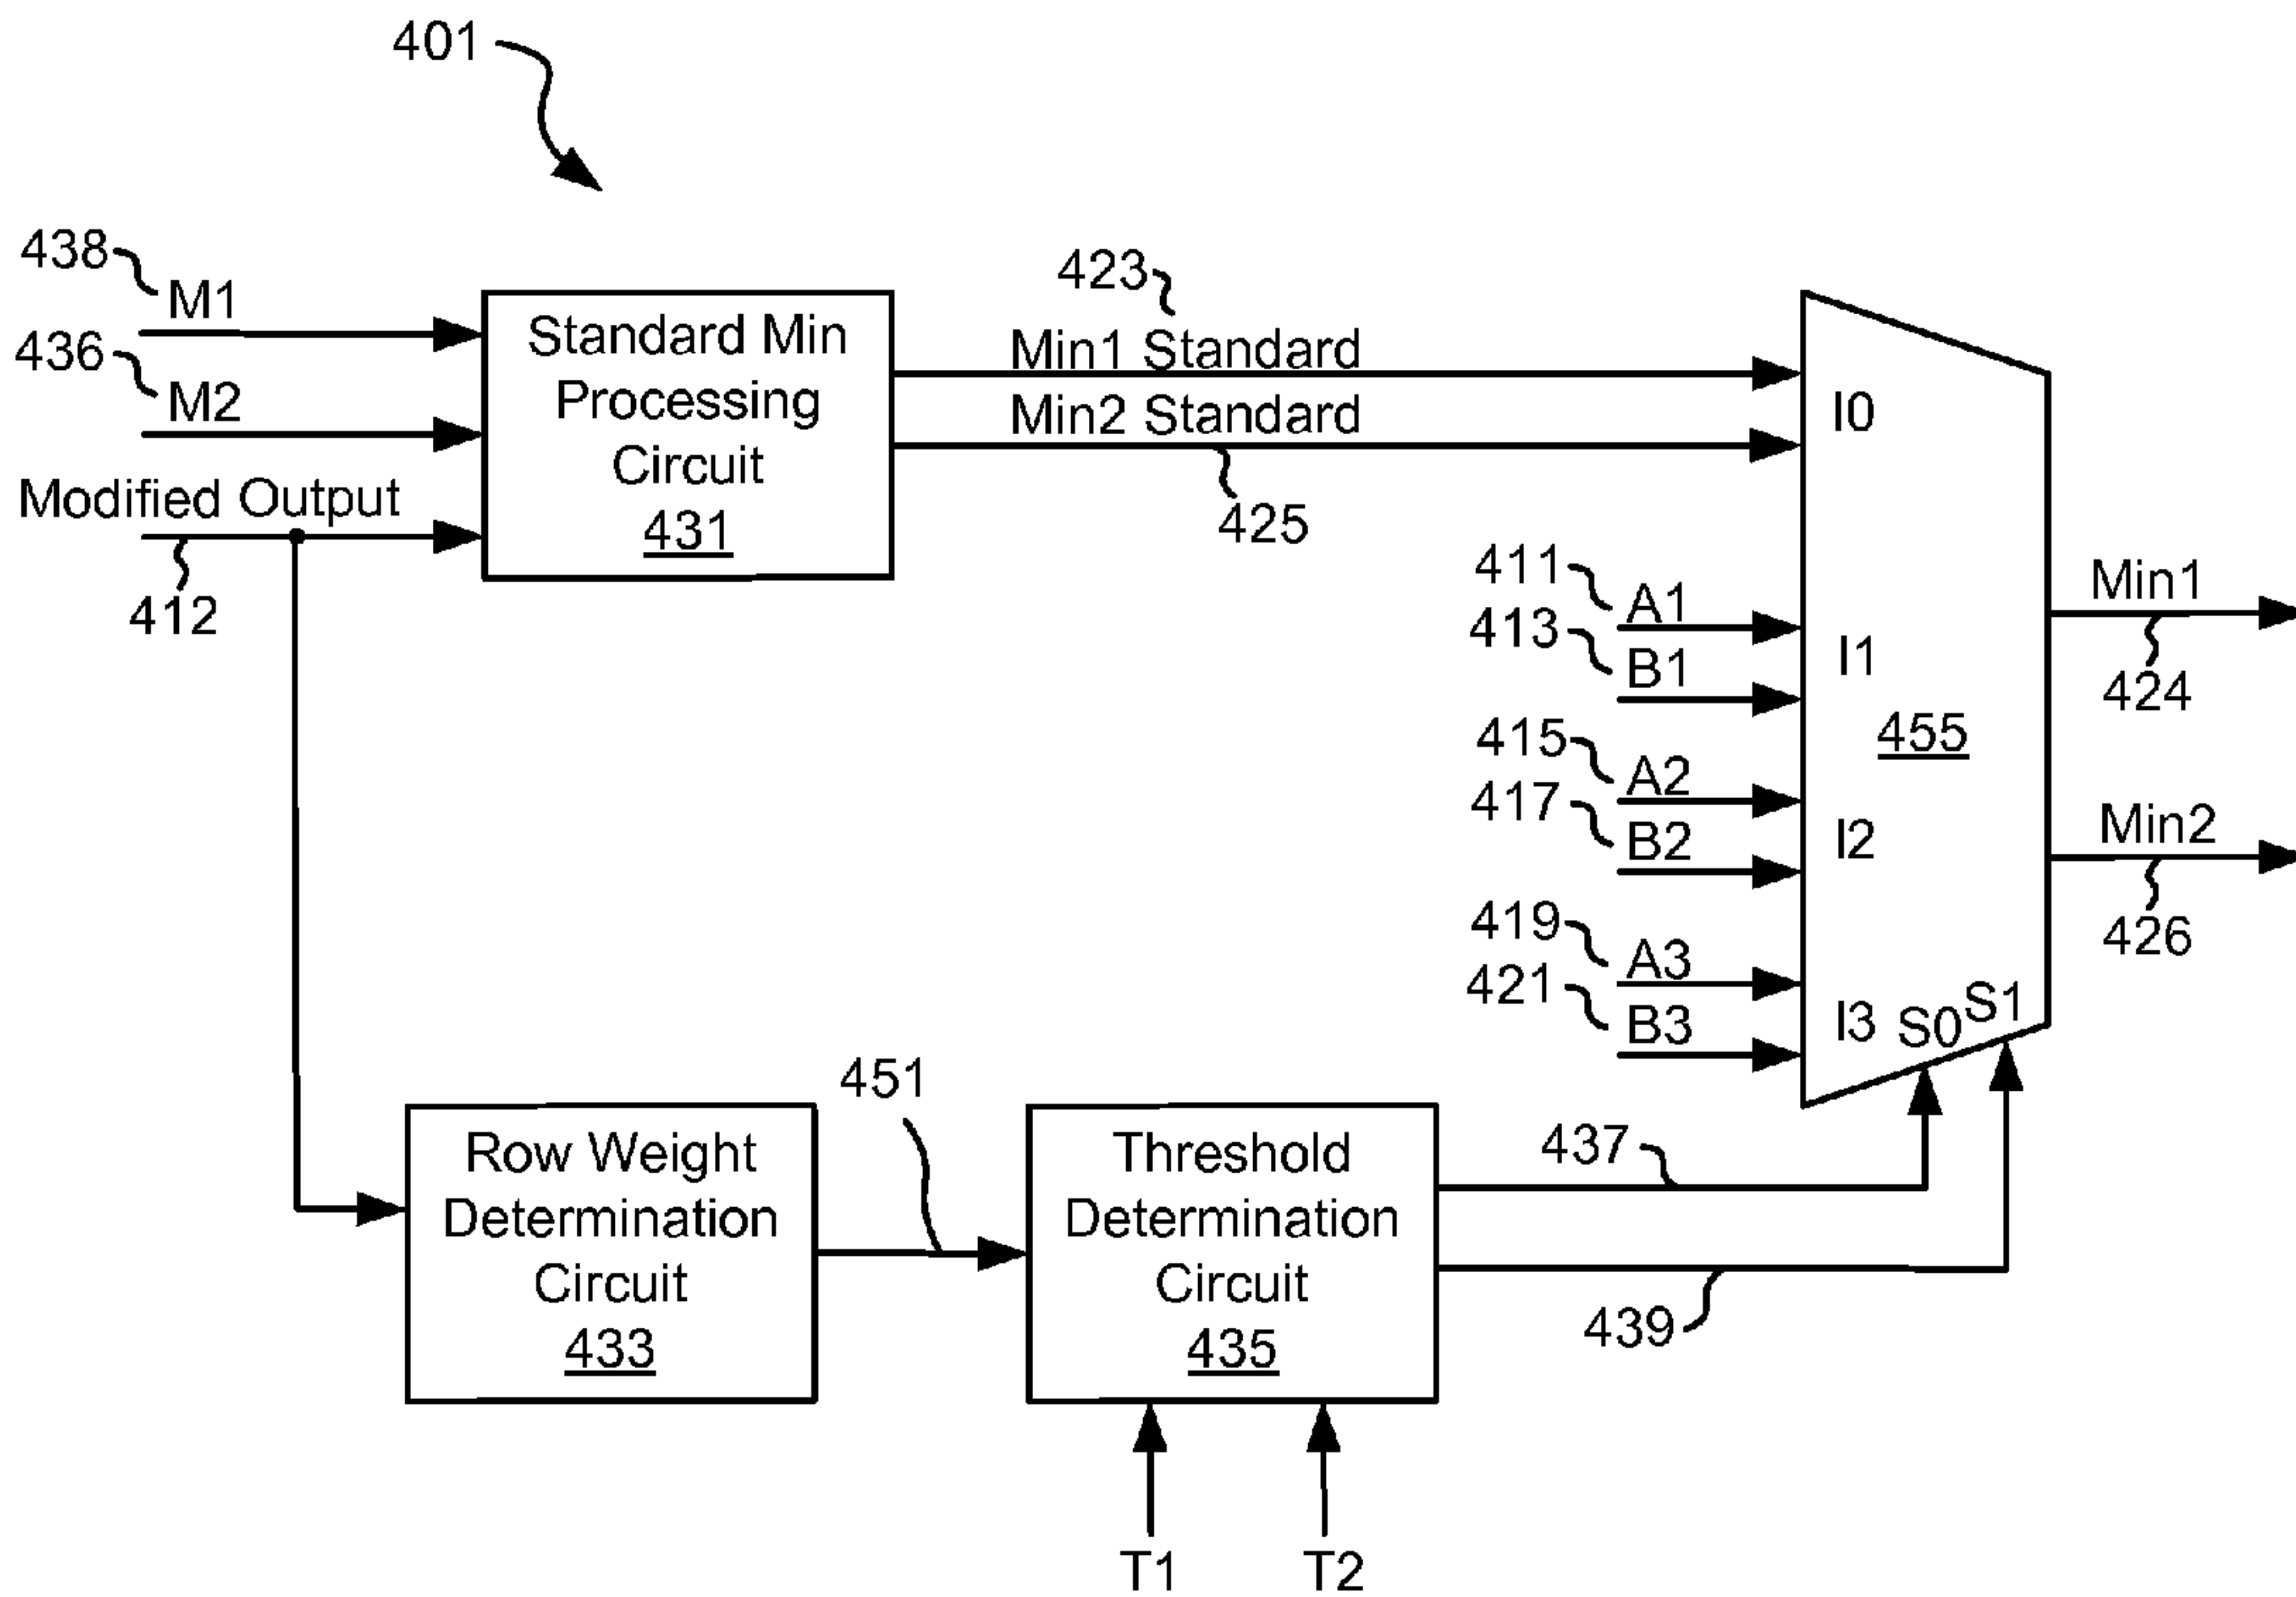 401
438
M1
436
M2
Modified Output
412
Standard Min
Processing
Circuit
431
423
Min1 Standard
Min2 Standard
425
411
A1
413
B1
415
A2
417
B2
419
A3
421
B3
I0
I1
I2
I3
S0
S1
455
Min1
424
Min2
426
Row Weight
Determination
Circuit
433
451
Threshold
Determination
Circuit
435
437
439
T1
T2